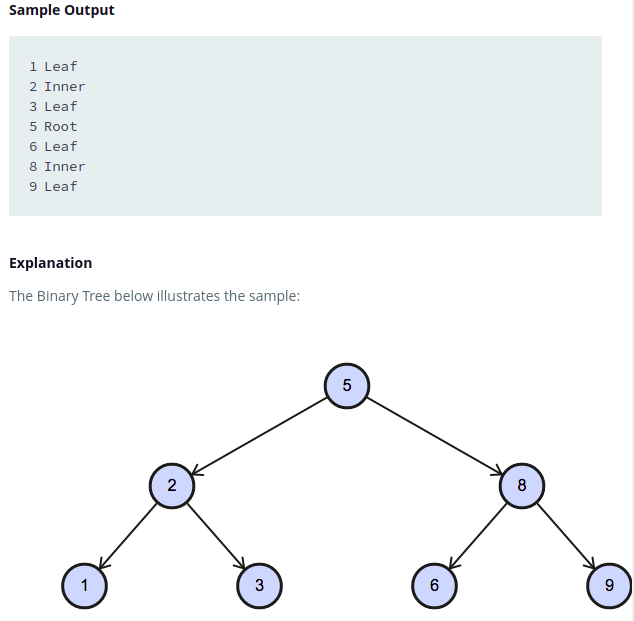 Sample Output
1 Leaf
2 Inner
3 Leaf
5 Root
6 Leaf
8 Inner
9 Leaf
Explanation
The Binary Tree below illustrates the sample:
5
2 8
1 3 6 9